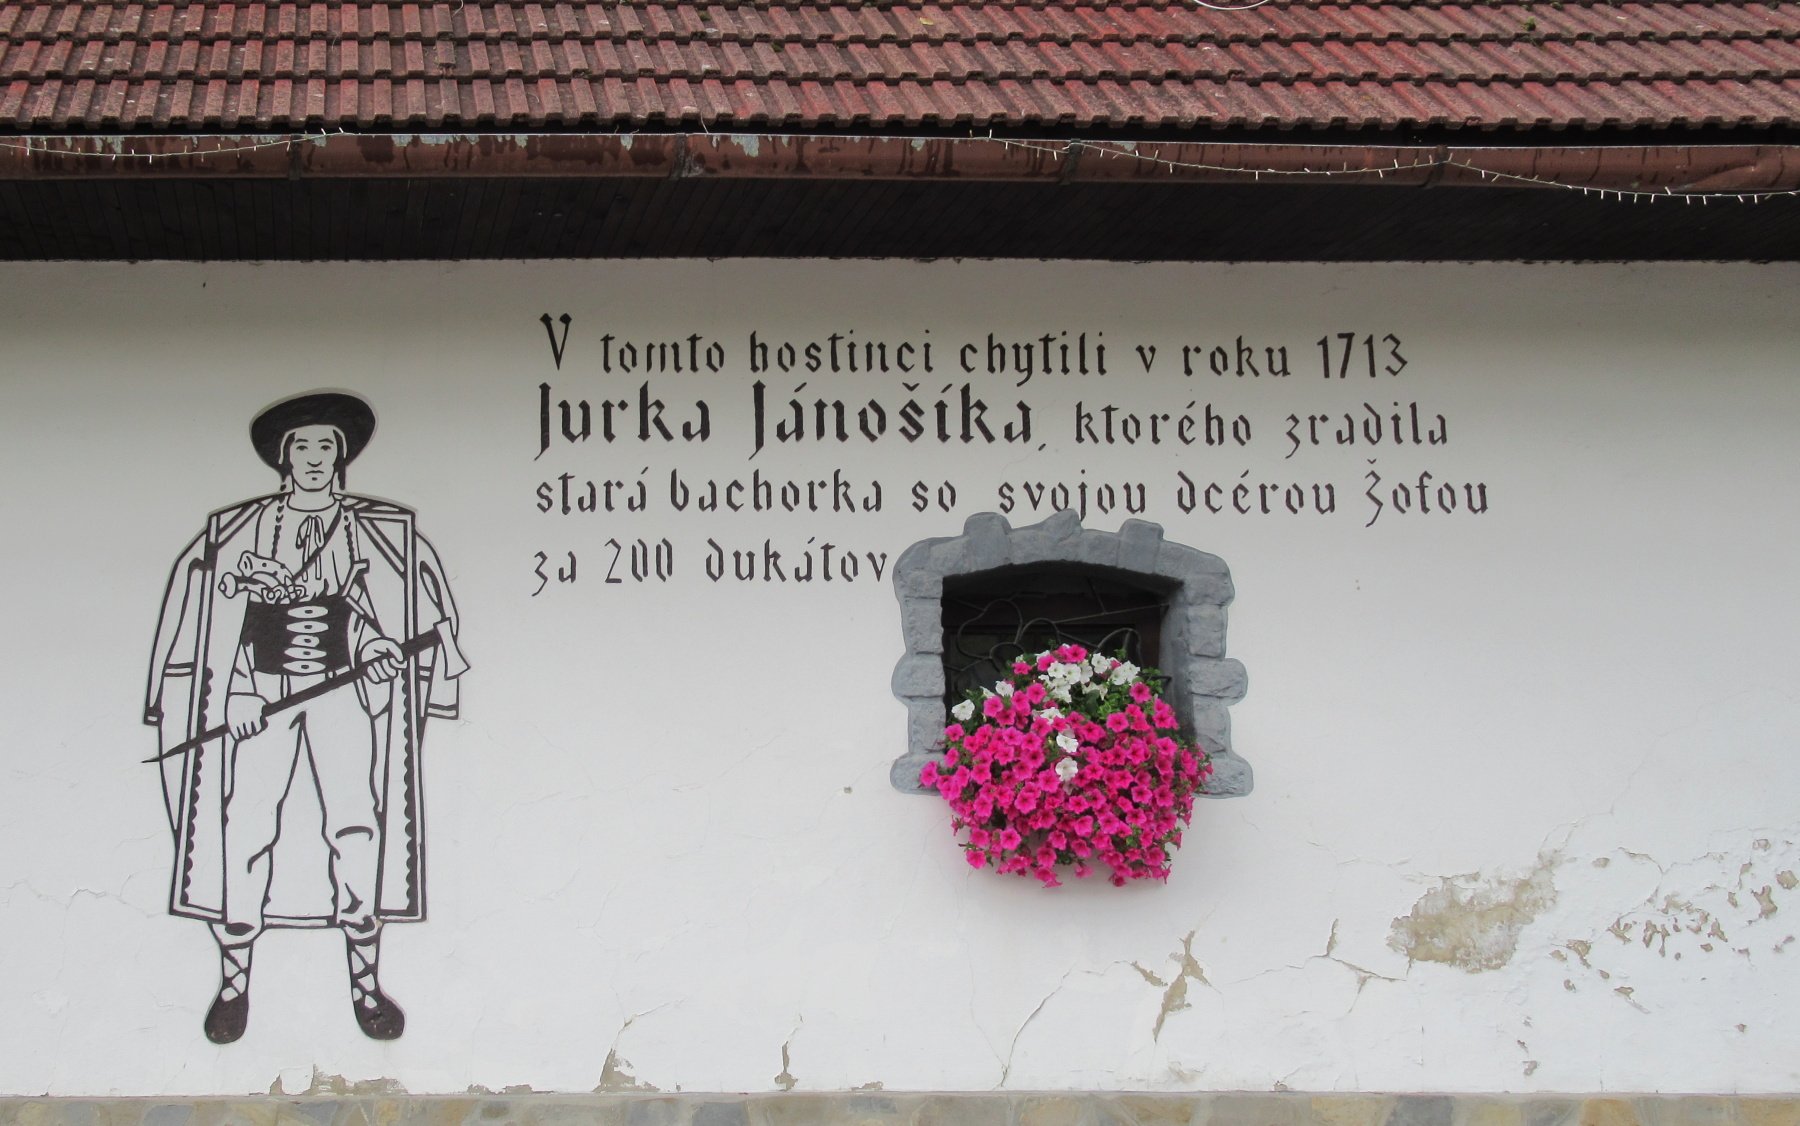 V tomto hostinci chytili v roku 1713
Jurka Jánošíka, ktorého zradila
stará bachorka so svojou dcérou Žofou
za 200 dukátov